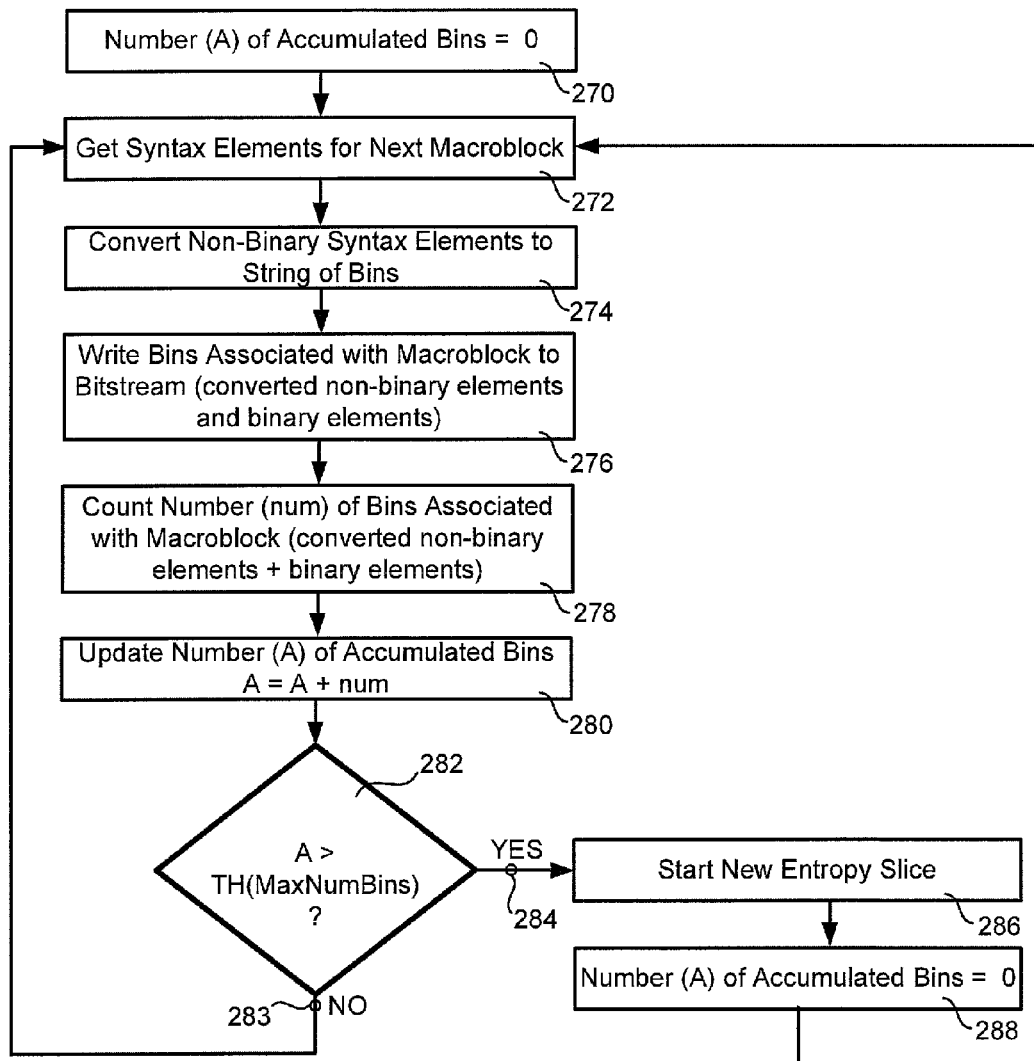 Number (A) of Accumulated Bins = 0
270
Get Syntax Elements for Next Macroblock
272
Convert Non-Binary Syntax Elements to
String of Bins
274
Write Bins Associated with Macroblock to
Bitstream (converted non-binary elements
and binary elements)
276
Count Number (num) of Bins Associated
with Macroblock (converted non-binary
elements + binary elements)
278
Update Number (A) of Accumulated Bins
A = A + num
280
282
A >
TH(MaxNumBins)
?
YES
284
Start New Entropy Slice
286
283
NO
Number (A) of Accumulated Bins = 0
288